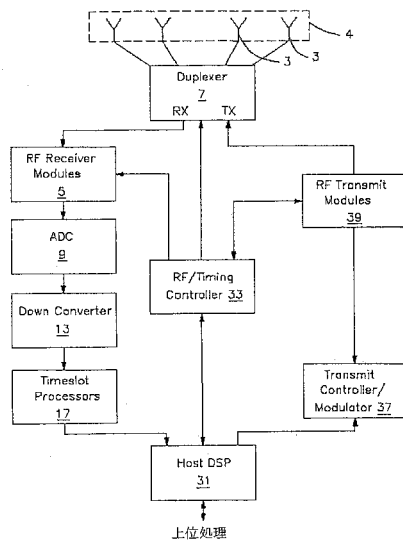 4
3
3
Duplexer
7
RX
TX
RF Receiver
Modules
5
RF Transmit
Modules
39
ADC
9
RF/Timing
Controller 33
Down Converter
13
Timeslot
Processors
17
Transmit
Controller/
Modulator 37
Host DSP
31
上位処理